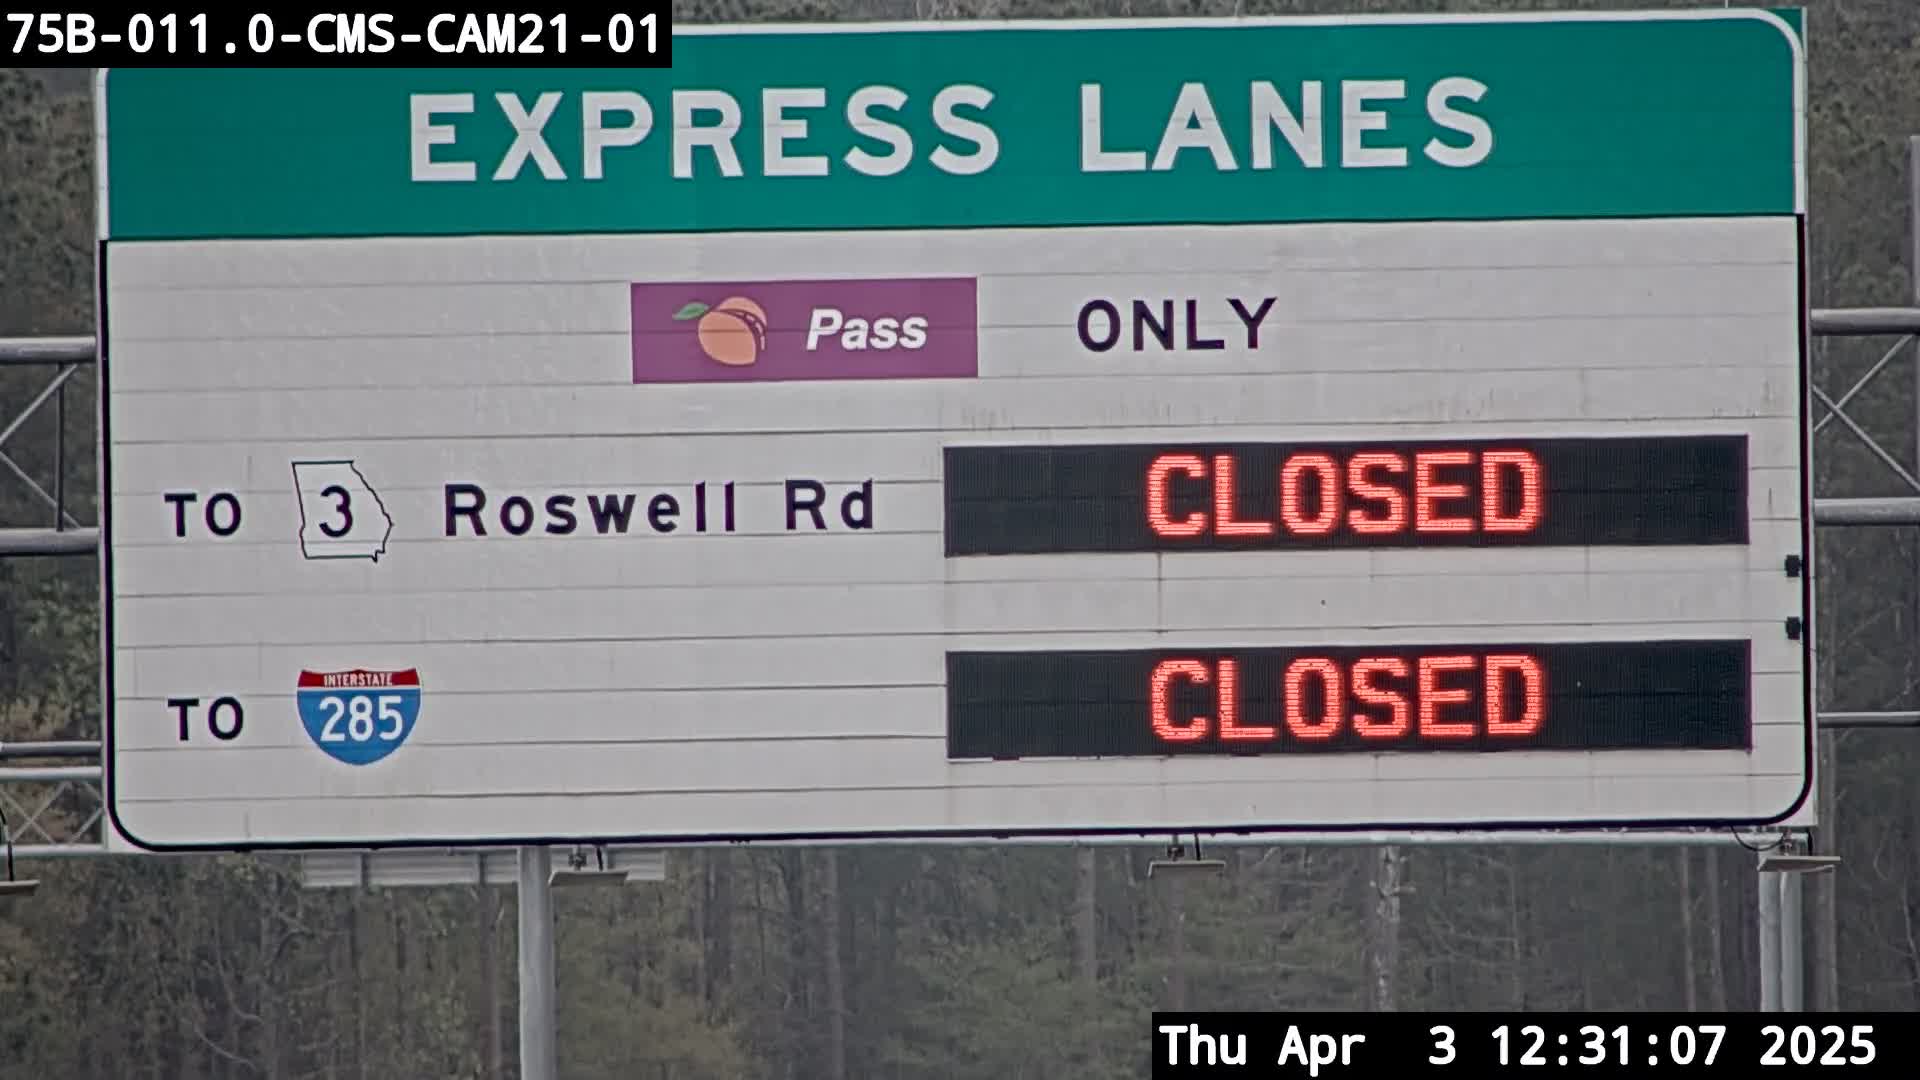 75B-011.0-CMS-CAM21-01
EXPRESS LANES
Pass ONLY
TO 3 Roswell Rd CLOSED
INTERSTATE
TO 285 CLOSED
Thu Apr 3 12:31:07 2025